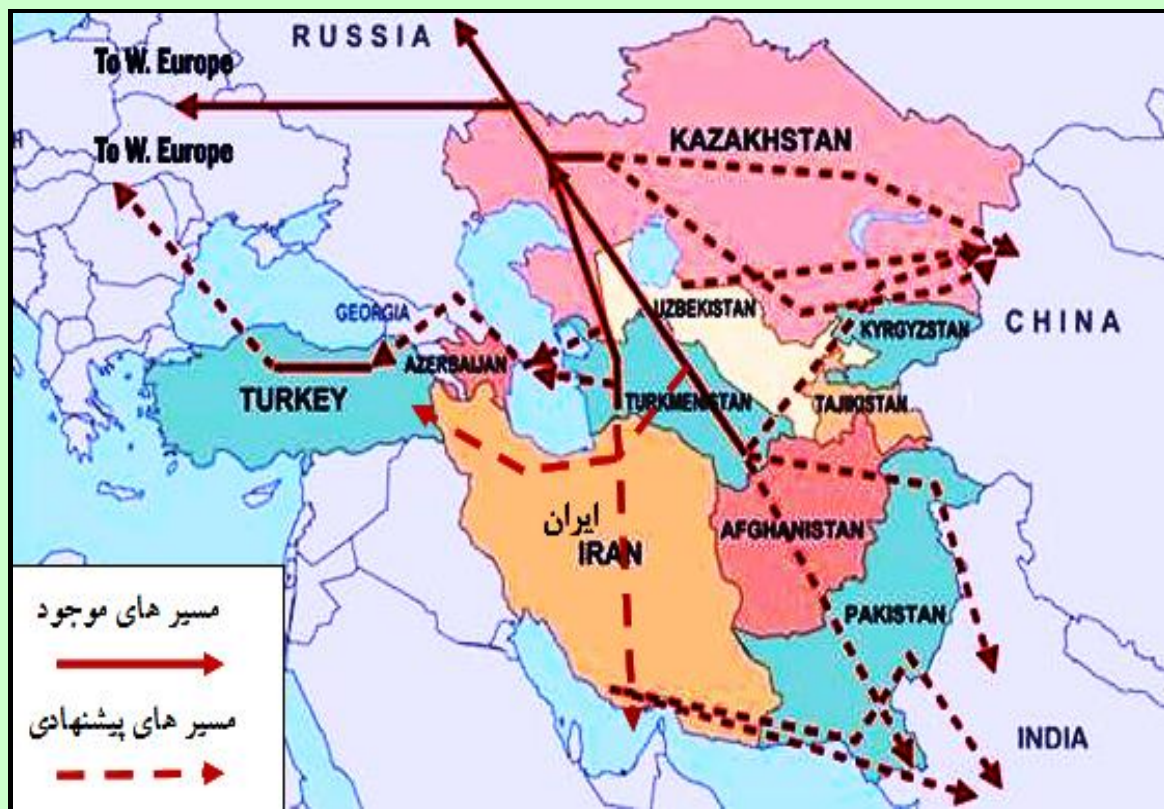 RUSSIA
To W. Europe
To W. Europe
KAZAKHSTAN
GEORGIA
UZBEKISTAN
KYRGYZSTAN
CHINA
AZERBAIJAN
TURKEY
TURKMENISTAN
TAJIKISTAN
ایران
IRAN
AFGHANISTAN
PAKISTAN
INDIA
مسیر های موجود
مسیر های پیشنهادی